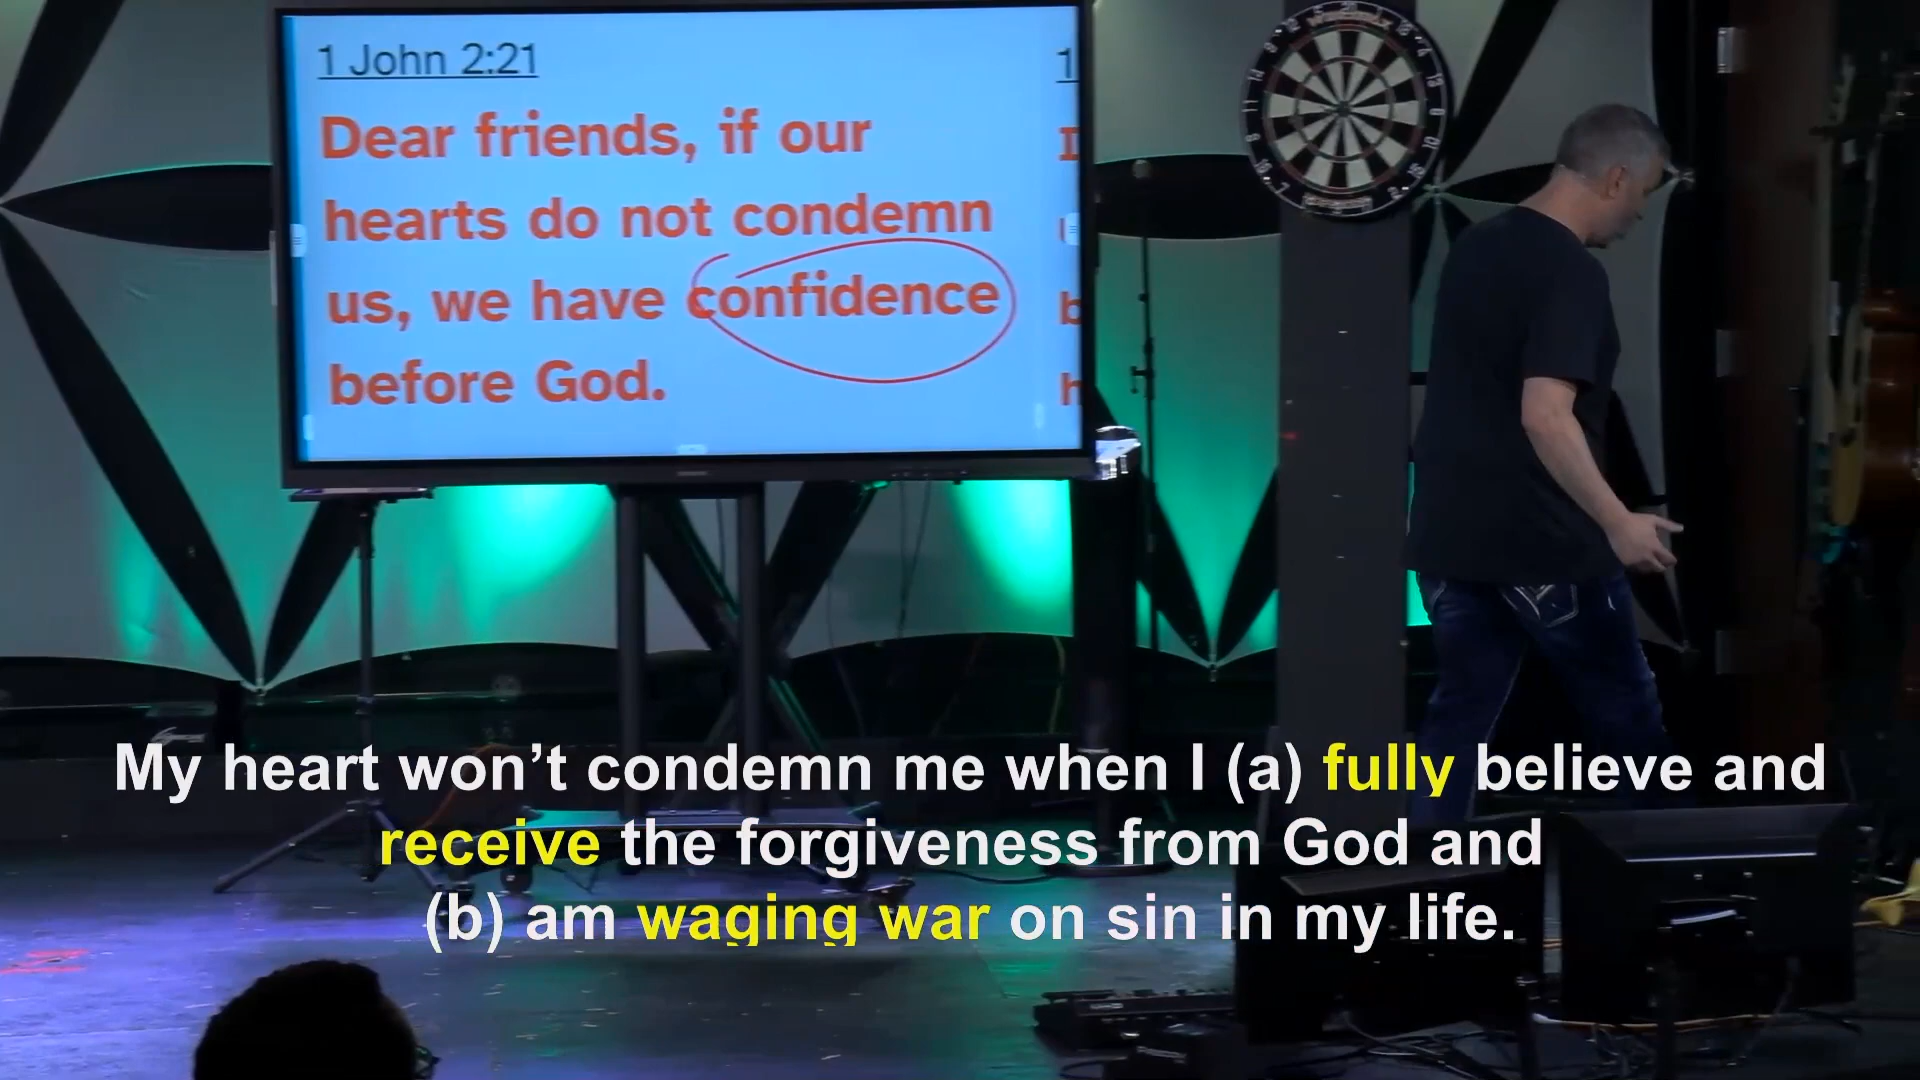 1 John 2:21
Dear friends, if our
hearts do not condemn
us, we have confidence
before God.
My heart won’t condemn me when I (a) fully believe and
receive the forgiveness from God and
(b) am waging war on sin in my life.